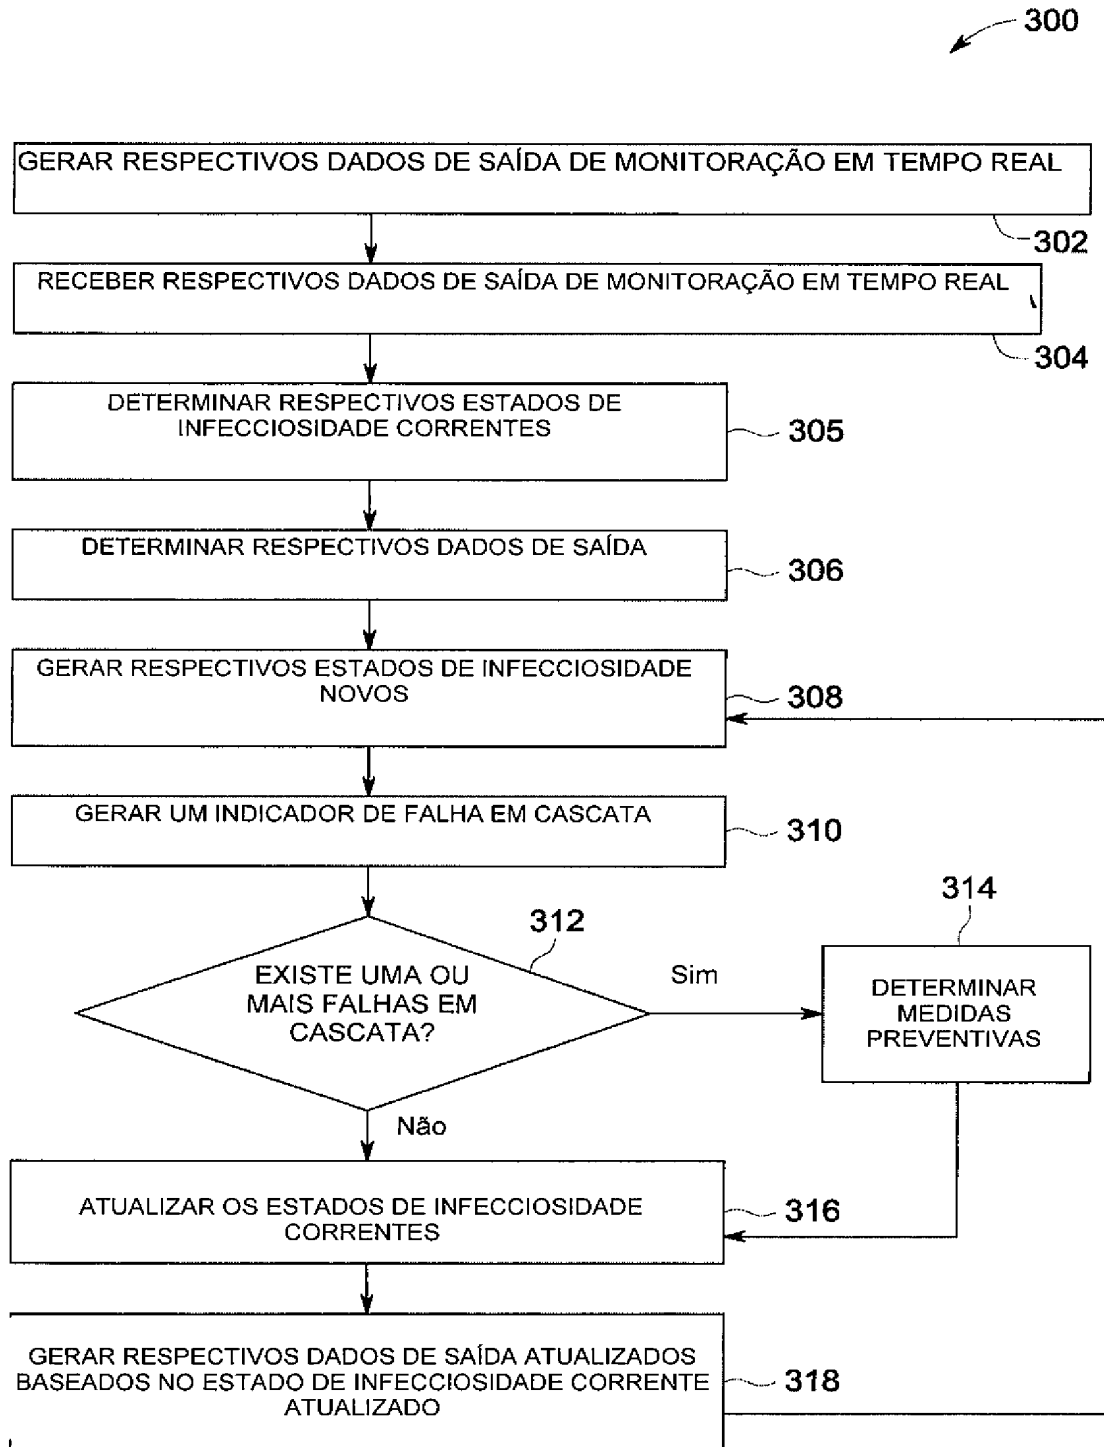 300
GERAR RESPECTIVOS DADOS DE SAÍDA DE MONITORAÇÃO EM TEMPO REAL
302
RECEBER RESPECTIVOS DADOS DE SAÍDA DE MONITORAÇÃO EM TEMPO REAL
304
DETERMINAR RESPECTIVOS ESTADOS DE
INFECCIOSIDADE CORRENTES
305
DETERMINAR RESPECTIVOS DADOS DE SAÍDA
306
GERAR RESPECTIVOS ESTADOS DE INFECCIOSIDADE
NOVOS
308
GERAR UM INDICADOR DE FALHA EM CASCATA
310
312
EXISTE UMA OU
MAIS FALHAS EM
CASCATA?
Sim
314
DETERMINAR
MEDIDAS
PREVENTIVAS
Não
ATUALIZAR OS ESTADOS DE INFECCIOSIDADE
CORRENTES
316
GERAR RESPECTIVOS DADOS DE SAÍDA ATUALIZADOS
BASEADOS NO ESTADO DE INFECCIOSIDADE CORRENTE
ATUALIZADO
318